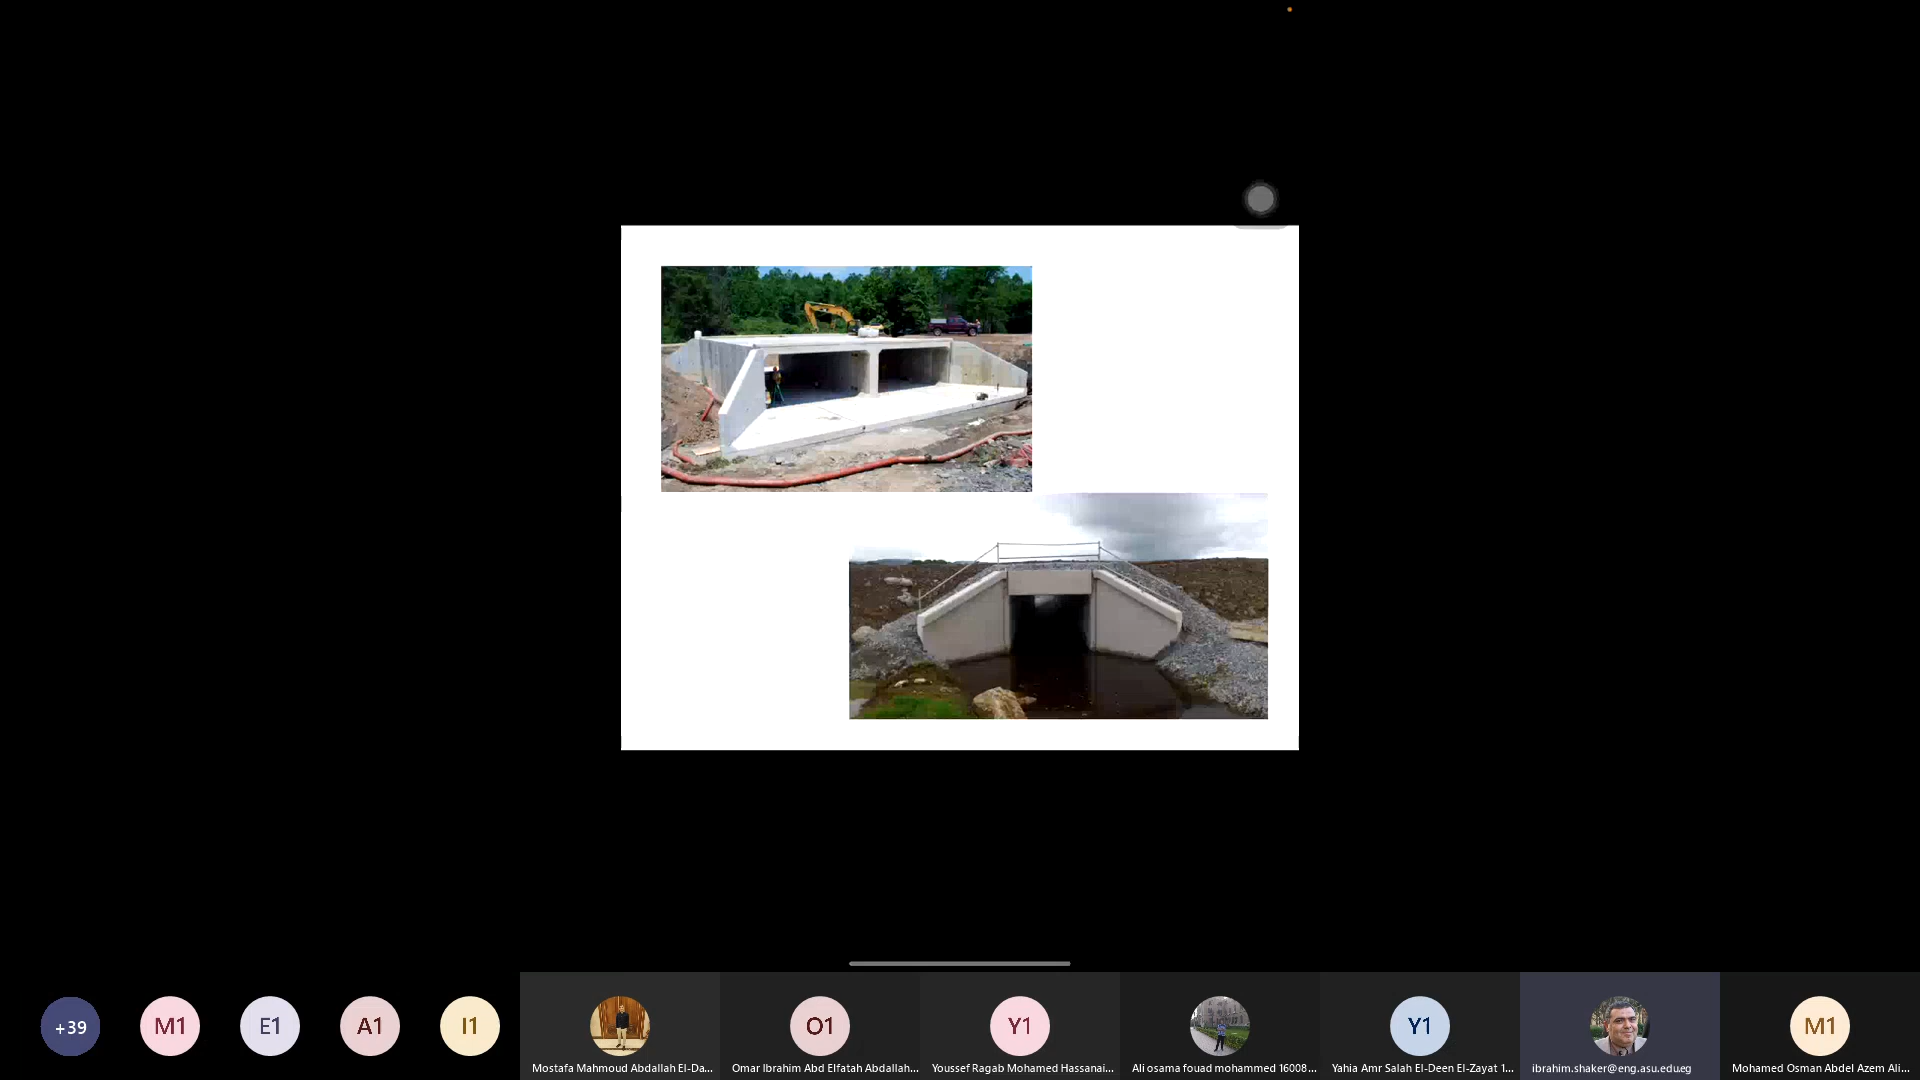 +39
M1
E1
A1
I1
O1
Y1
Y1
M1
Mostafa Mahmoud Abdallah El-Da...
Omar Ibrahim Abd Elfatah Abdallah...
Youssef Ragab Mohamed Hassanai...
Ali osama fouad mohammed 16008...
Yahia Amr Salah El-Deen El-Zayat 1...
ibrahim.shaker@eng.asu.edu.eg
Mohamed Osman Abdel Azem Ali...